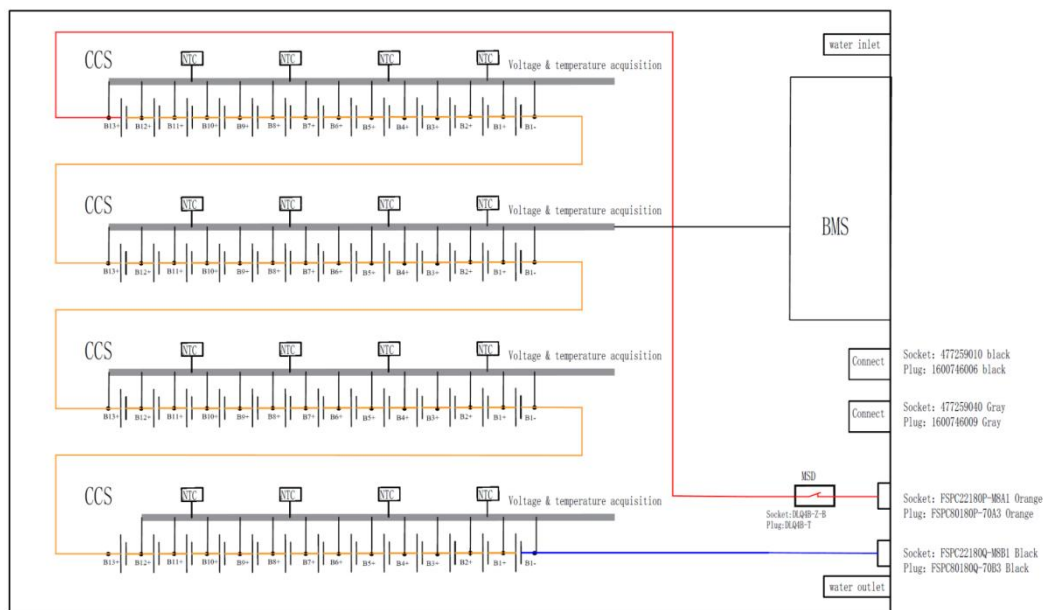 water inlet
CCS
NTC NTC NTC NTC
Voltage & temperature acquisition
B13+ B12+ B11+ B10+ B9+ B8+ B7+ B6+ B5+ B4+ B3+ B2+ B1+ B1-
CCS
NTC NTC NTC NTC
Voltage & temperature acquisition
BMS
B13+ B12+ B11+ B10+ B9+ B8+ B7+ B6+ B5+ B4+ B3+ B2+ B1+ B1-
CCS
NTC NTC NTC NTC
Voltage & temperature acquisition
B13+ B12+ B11+ B10+ B9+ B8+ B7+ B6+ B5+ B4+ B3+ B2+ B1+ B1-
Connect
Socket: 477259010 black
Plug: 1600746006 black
Connect
Socket: 477259040 Gray
Plug: 1600746009 Gray
CCS
NTC NTC NTC NTC
Voltage & temperature acquisition
B13+ B12+ B11+ B10+ B9+ B8+ B7+ B6+ B5+ B4+ B3+ B2+ B1+ B1-
MSD
Socket:DLQ4B-Z-B
Plug:DLQ4B-T
Socket: FSPC22180P-M8A1 Orange
Plug: FSPC80180P-70A3 Orange
Socket: FSPC22180Q-M8B1 Black
Plug: FSPC80180Q-70B3 Black
water outlet